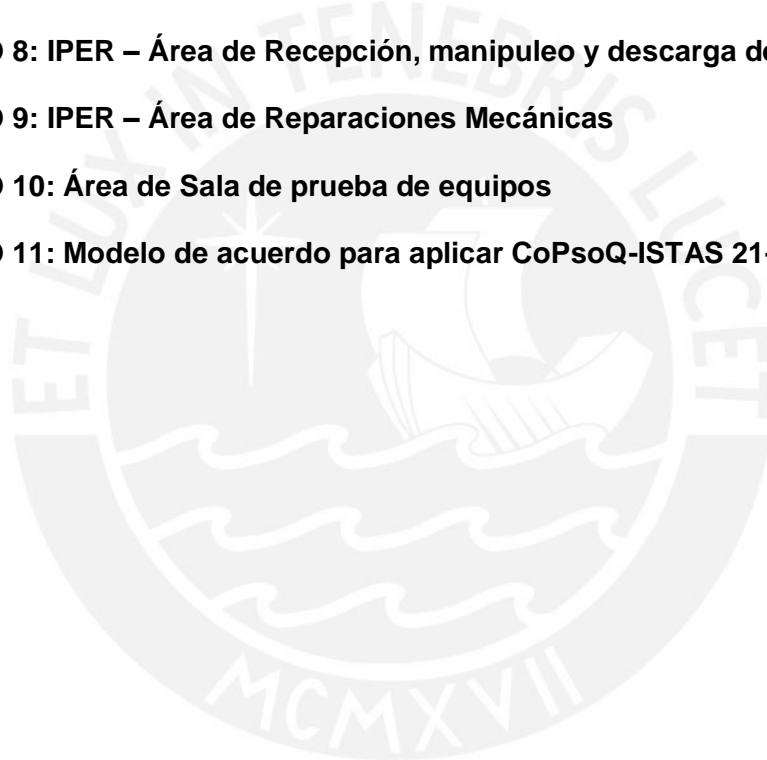 8: IPER – Área de Recepción, manipuleo y descarga de
9: IPER – Área de Reparaciones Mecánicas
10: Área de Sala de prueba de equipos
11: Modelo de acuerdo para aplicar CoPsoQ-ISTAS 21-
ET LUX IN TENEBRIS LUCET
MCMXVII